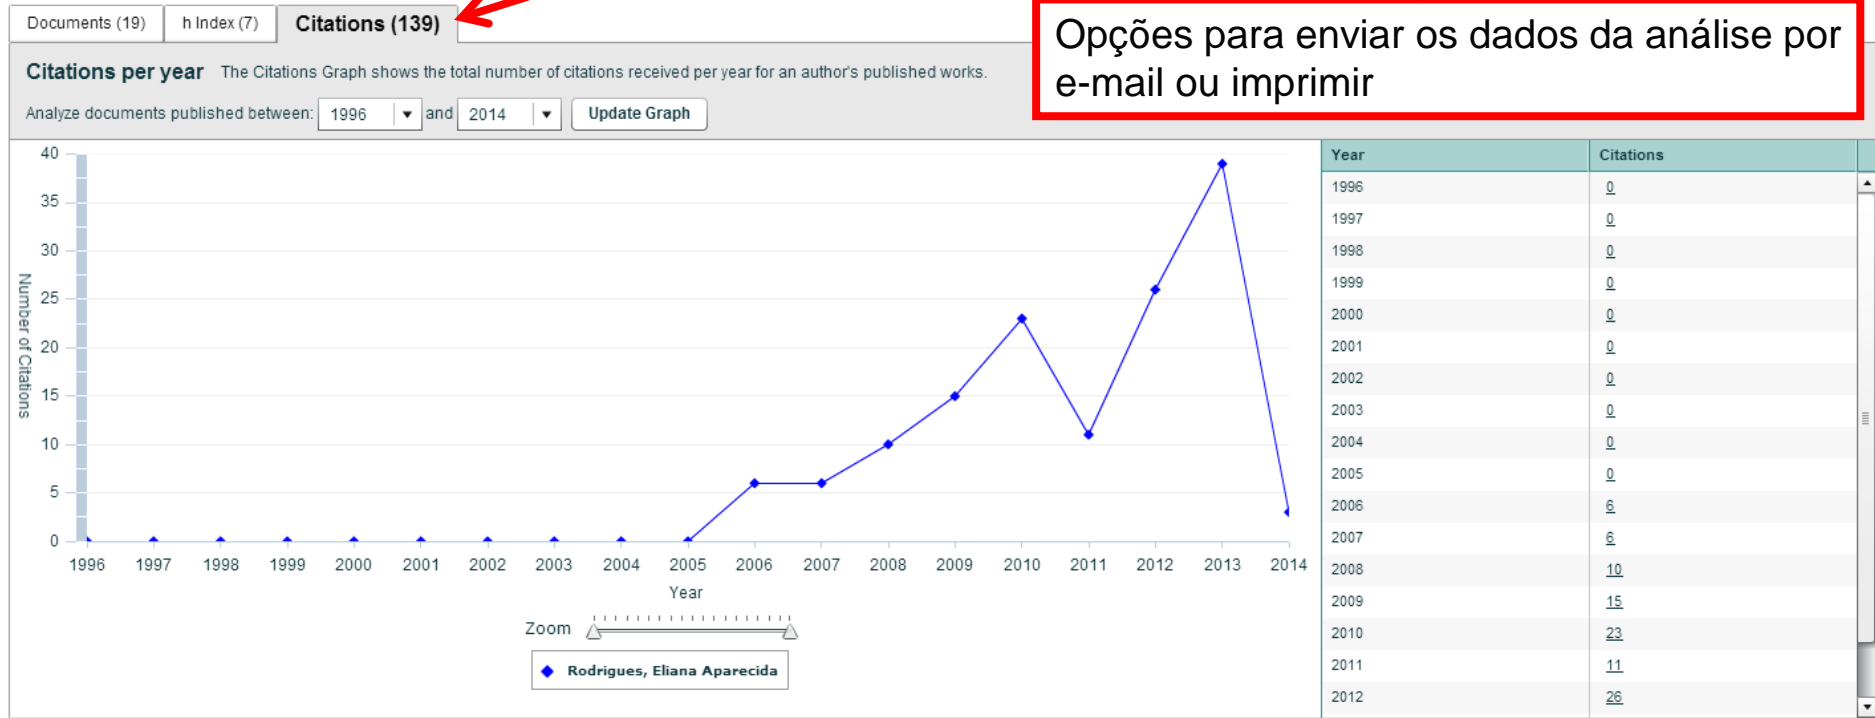 Documents (19)
h Index (7)
Citations (139)
Opções para enviar os dados da análise por
e-mail ou imprimir
Citations per year The Citations Graph shows the total number of citations received per year for an author's published works.
Analyze documents published between: 1996 and 2014 Update Graph
40
35
30
25
20
15
10
5
0
Number of Citations
1996 1997 1998 1999 2000 2001 2002 2003 2004 2005 2006 2007 2008 2009 2010 2011 2012 2013 2014
Year
Zoom
Rodrigues, Eliana Aparecida
Year Citations
1996 0
1997 0
1998 0
1999 0
2000 0
2001 0
2002 0
2003 0
2004 0
2005 0
2006 6
2007 6
2008 10
2009 15
2010 23
2011 11
2012 26